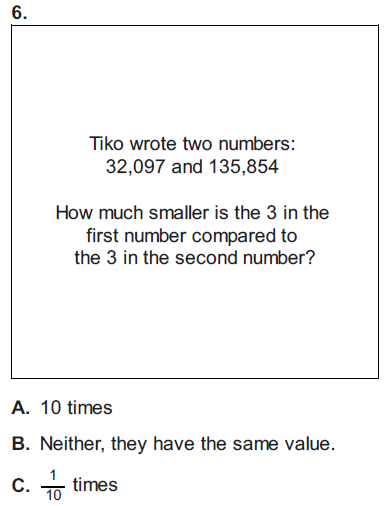 6.
Tiko wrote two numbers:
32,097 and 135,854
How much smaller is the 3 in the
first number compared to
the 3 in the second number?
A. 10 times
B. Neither, they have the same value.
C. 1/10 times